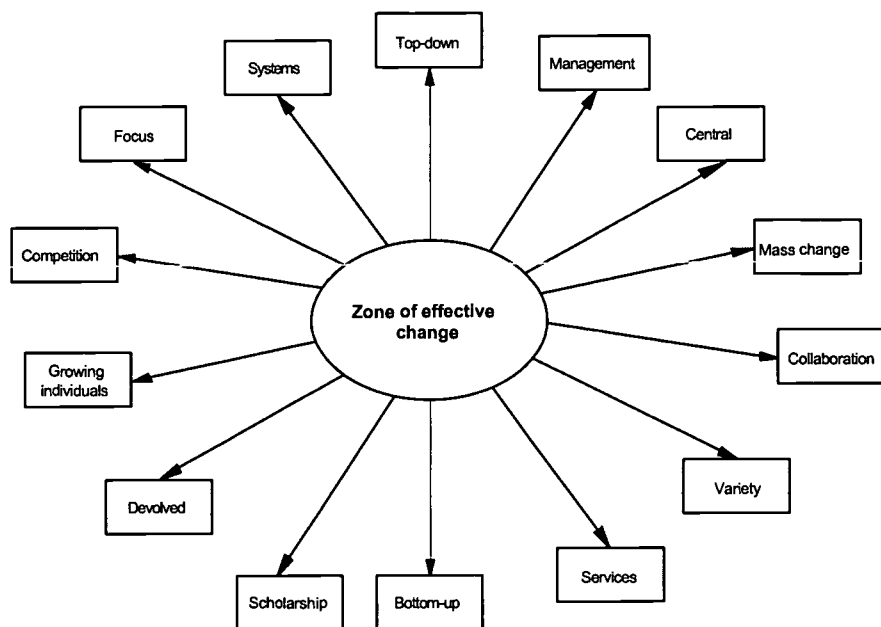 Top-down
Systems
Management
Focus
Central
Competition
Mass change
Zone of effective
change
Growing
individuals
Collaboration
Devolved
Variety
Scholarship
Bottom-up
Services